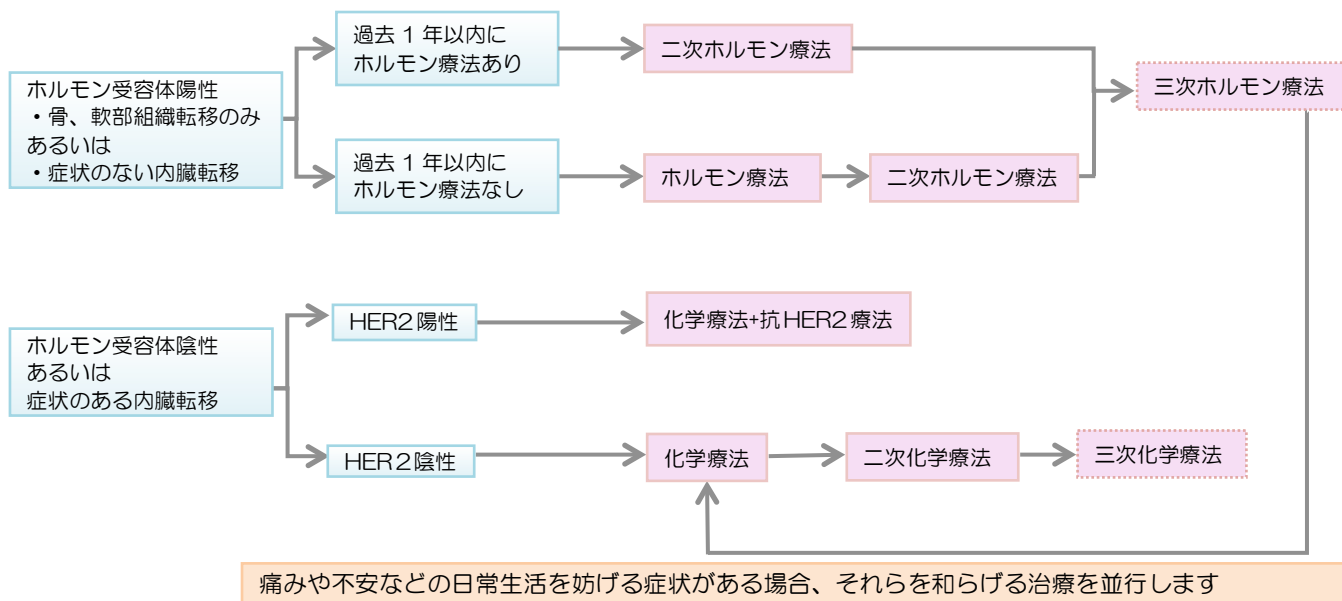 過去 1 年以内に
ホルモン療法あり
二次ホルモン療法
三次ホルモン療法
ホルモン受容体陽性
・骨、軟部組織転移のみ
あるいは
・症状のない内臓転移
過去 1 年以内に
ホルモン療法なし
ホルモン療法
二次ホルモン療法
HER2陽性
化学療法+抗HER2療法
ホルモン受容体陰性
あるいは
症状のある内臓転移
HER2陰性
化学療法
二次化学療法
三次化学療法
痛みや不安などの日常生活を妨げる症状がある場合、それらを和らげる治療を並行します